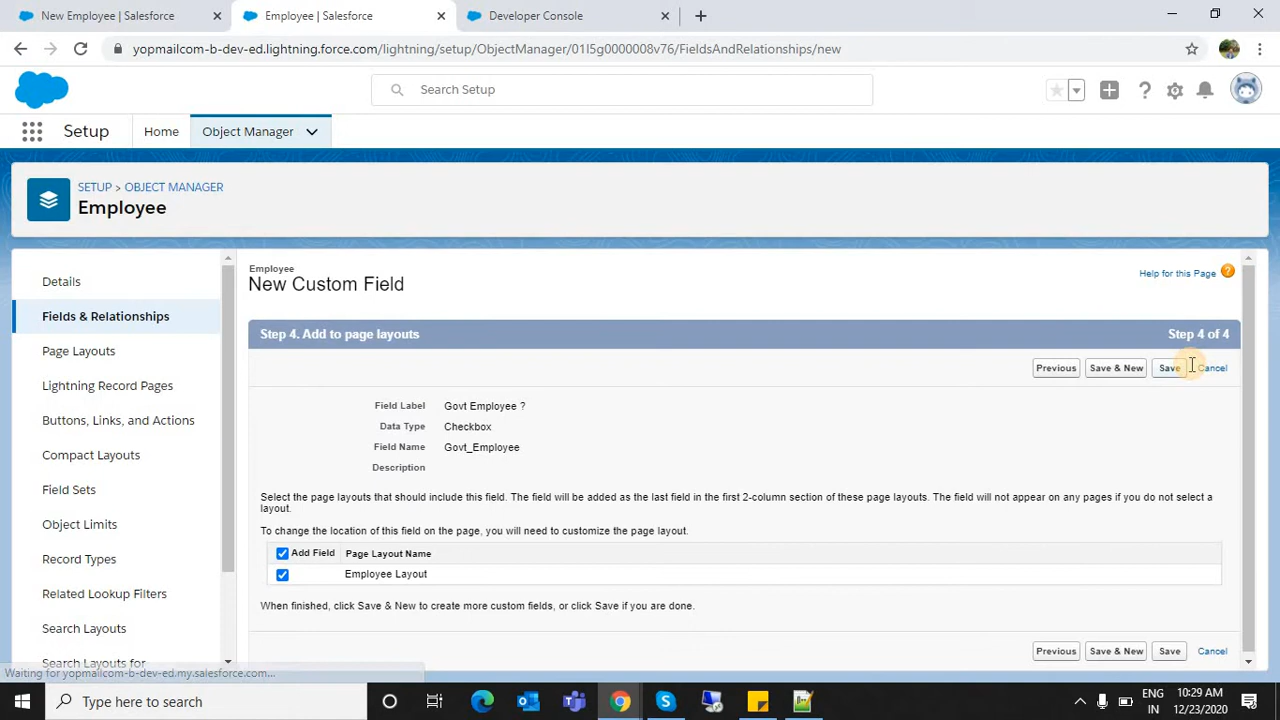 New Employee | Salesforce
Employee | Salesforce
Developer Console
yopmailcom-b-dev-ed.lightning.force.com/lightning/setup/ObjectManager/01I5g0000008v76/FieldsAndRelationships/new
Search Setup
Setup
Home
Object Manager
SETUP > OBJECT MANAGER
Employee
Details
Fields & Relationships
Page Layouts
Lightning Record Pages
Buttons, Links, and Actions
Compact Layouts
Field Sets
Object Limits
Record Types
Related Lookup Filters
Search Layouts
Search Layouts for
Employee
New Custom Field
Help for this Page ?
Step 4. Add to page layouts
Step 4 of 4
Previous Save & New Save Cancel
Field Label Govt Employee ?
Data Type Checkbox
Field Name Govt_Employee
Description
Select the page layouts that should include this field. The field will be added as the last field in the first 2-column section of these page layouts. The field will not appear on any pages if you do not select a
layout.
To change the location of this field on the page, you will need to customize the page layout.
Add Field Page Layout Name
Employee Layout
When finished, click Save & New to create more custom fields, or click Save if you are done.
Previous Save & New Save Cancel
Waiting for yopmailcom-b-dev-ed.my.salesforce.com...
Type here to search
ENG
IN
10:29 AM
12/23/2020